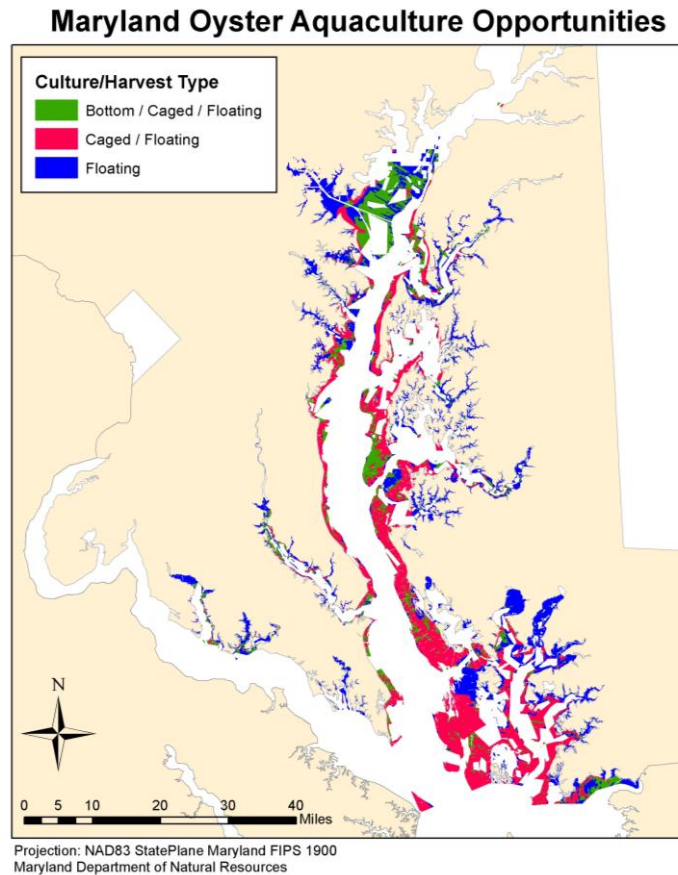 Maryland Oyster Aquaculture Opportunities
Culture/Harvest Type
Bottom / Caged / Floating
Caged / Floating
Floating
N
0 5 10 20 30 40
Miles
Projection: NAD83 StatePlane Maryland FIPS 1900
Maryland Department of Natural Resources